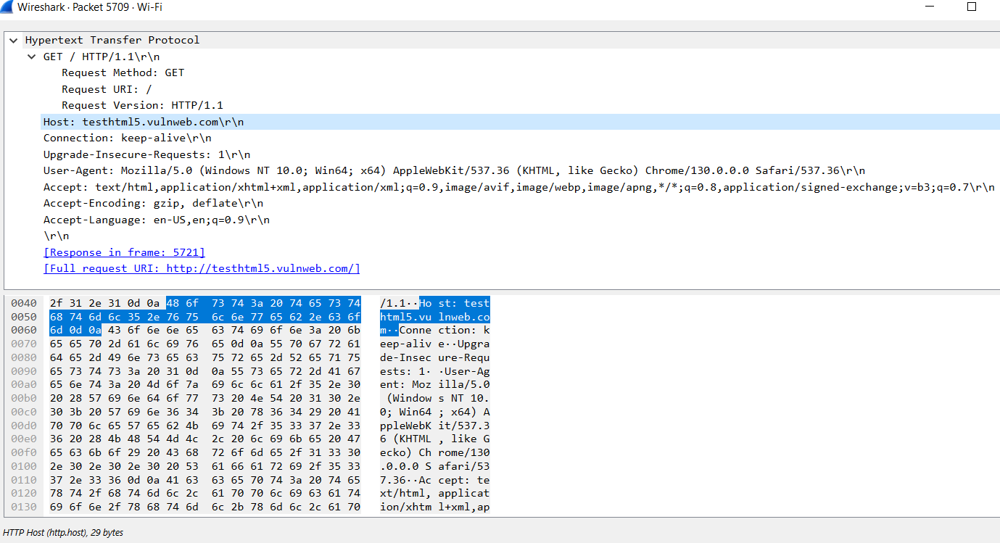 Wireshark · Packet 5709 · Wi-Fi
Hypertext Transfer Protocol
GET / HTTP/1.1\r\n
Request Method: GET
Request URI: /
Request Version: HTTP/1.1
Host: testhtml5.vulnweb.com\r\n
Connection: keep-alive\r\n
Upgrade-Insecure-Requests: 1\r\n
User-Agent: Mozilla/5.0 (Windows NT 10.0; Win64; x64) AppleWebKit/537.36 (KHTML, like Gecko) Chrome/130.0.0.0 Safari/537.36\r\n
Accept: text/html,application/xhtml+xml,application/xml;q=0.9,image/avif,image/webp,image/apng,*/*;q=0.8,application/signed-exchange;v=b3;q=0.7\r\n
Accept-Encoding: gzip, deflate\r\n
Accept-Language: en-US,en;q=0.9\r\n
\r\n
[Response in frame: 5721]
[Full request URI: http://testhtml5.vulnweb.com/]
0040 2f 31 2e 31 0d 0a 48 6f 73 74 3a 20 74 65 73 74 /1.1··Ho st: test
0050 68 74 6d 6c 35 2e 76 75 6c 6e 77 65 62 2e 63 6f html5.vu lnweb.co
0060 6d 0d 0a 43 6f 6e 6e 65 63 74 69 6f 6e 3a 20 6b m··Conne ction: k
0070 65 65 70 2d 61 6c 69 76 65 0d 0a 55 70 67 72 61 eep-aliv e··Upgra
0080 64 65 2d 49 6e 73 65 63 75 72 65 2d 52 65 71 75 de-Insec ure-Requ
0090 65 73 74 73 3a 20 31 0d 0a 55 73 65 72 2d 41 67 ests: 1· ·User-Ag
00a0 65 6e 74 3a 20 4d 6f 7a 69 6c 6c 61 2f 35 2e 30 ent: Moz illa/5.0
00b0 20 28 57 69 6e 64 6f 77 73 20 4e 54 20 31 30 2e (Window s NT 10.
00c0 30 3b 20 57 69 6e 36 34 3b 20 78 36 34 29 20 41 0; Win64 ; x64) A
00d0 70 70 6c 65 57 65 62 4b 69 74 2f 35 33 37 2e 33 ppleWebK it/537.3
00e0 36 20 28 4b 48 54 4d 4c 2c 20 6c 69 6b 65 20 47 6 (KHTML , like G
00f0 65 63 6b 6f 29 20 43 68 72 6f 6d 65 2f 31 33 30 ecko) Ch rome/130
0100 2e 30 2e 30 2e 30 20 53 61 66 61 72 69 2f 35 33 .0.0.0 S afari/53
0110 37 2e 33 36 0d 0a 41 63 63 65 70 74 3a 20 74 65 7.36··Ac cept: te
0120 78 74 2f 68 74 6d 6c 2c 61 70 70 6c 69 63 61 74 xt/html, applicat
0130 69 6f 6e 2f 78 68 74 6d 6c 2b 78 6d 6c 2c 61 70 ion/xhtm l+xml,ap
HTTP Host (http.host), 29 bytes